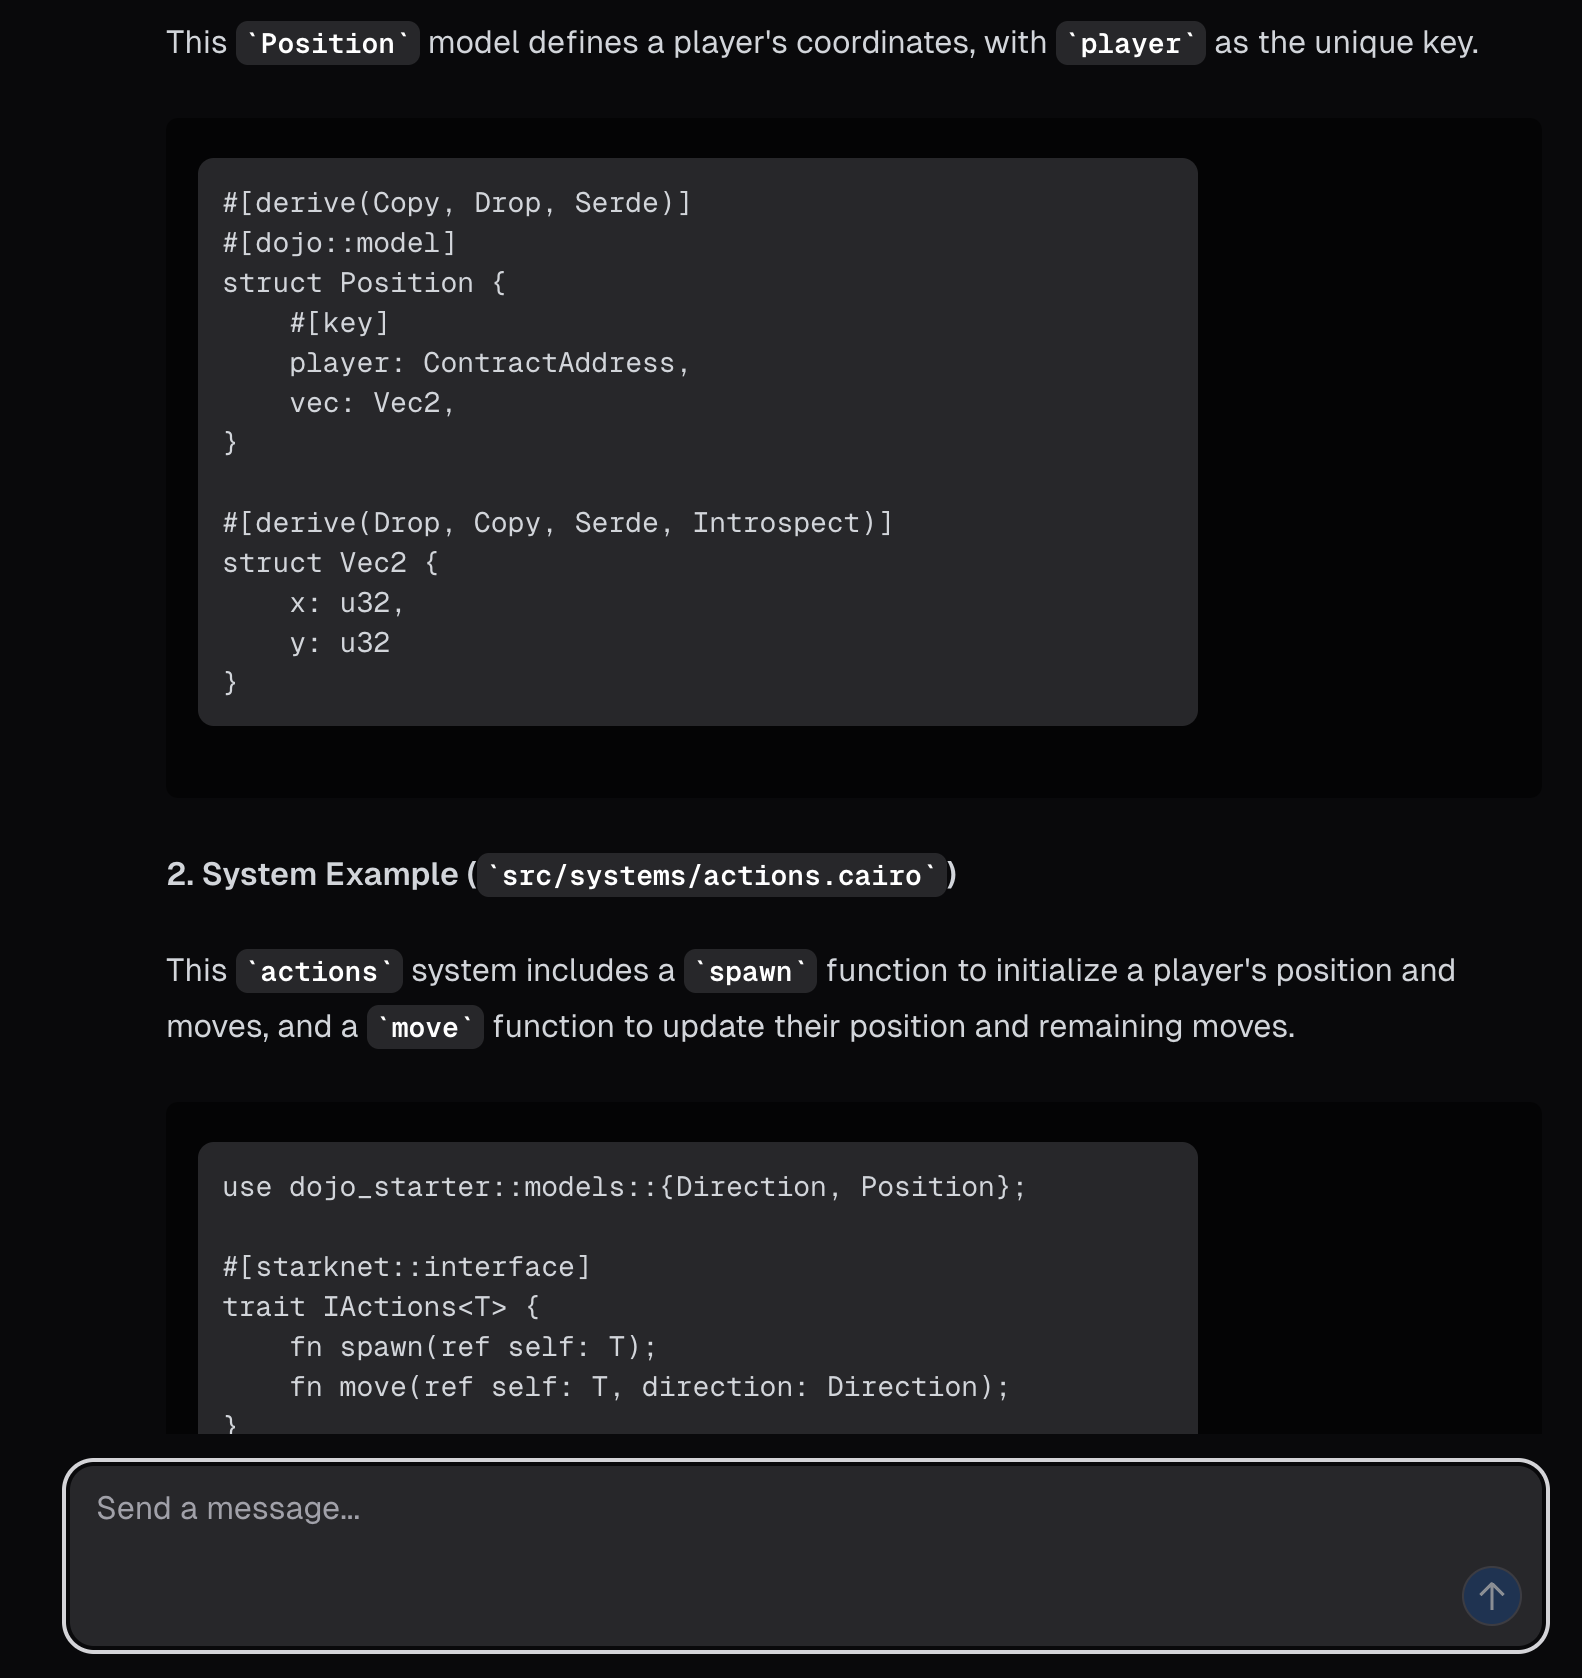 This `Position` model defines a player's coordinates, with `player` as the unique key.
#[derive(Copy, Drop, Serde)]
#[dojo::model]
struct Position {
    #[key]
    player: ContractAddress,
    vec: Vec2,
}

#[derive(Drop, Copy, Serde, Introspect)]
struct Vec2 {
    x: u32,
    y: u32
}
2. System Example (`src/systems/actions.cairo`)
This `actions` system includes a `spawn` function to initialize a player's position and
moves, and a `move` function to update their position and remaining moves.
use dojo_starter::models::{Direction, Position};

#[starknet::interface]
trait IActions<T> {
    fn spawn(ref self: T);
    fn move(ref self: T, direction: Direction);
}
Send a message...